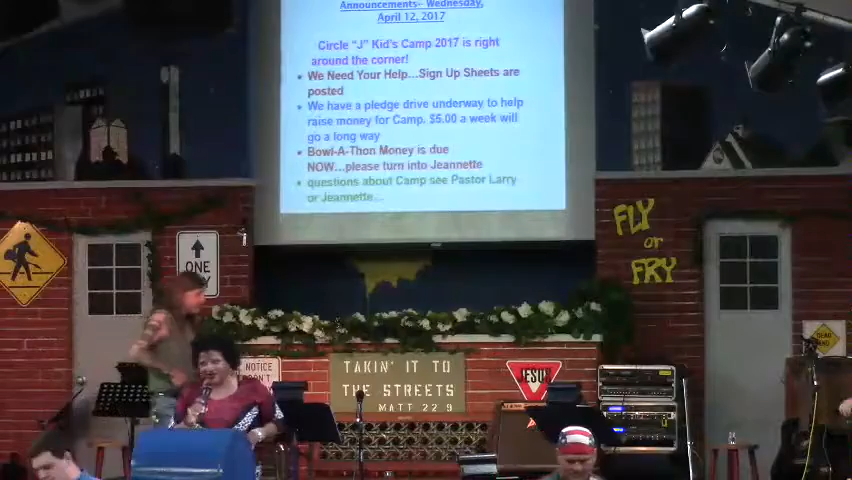 Announcements-- Wednesday,
April 12, 2017
Circle “J” Kid's Camp 2017 is right
around the corner!
• We Need Your Help...Sign Up Sheets are
posted
• We have a pledge drive underway to help
raise money for Camp. $5.00 a week will
go a long way
• Bowl-A-Thon Money is due
NOW...please turn into Jeannette
• questions about Camp see Pastor Larry
or Jeannette...
FLY
or
FRY
ONE
NOTICE
TAKIN' IT TO
THE STREETS
MATT 22 9
JESUS
DEAD